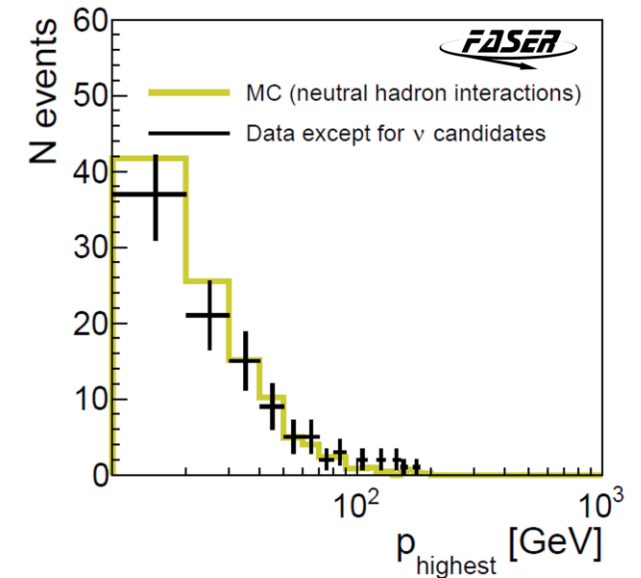 N events
60
50
40
30
20
10
0
FASER
MC (neutral hadron interactions)
Data except for ν candidates
10²
10³
p_highest [GeV]